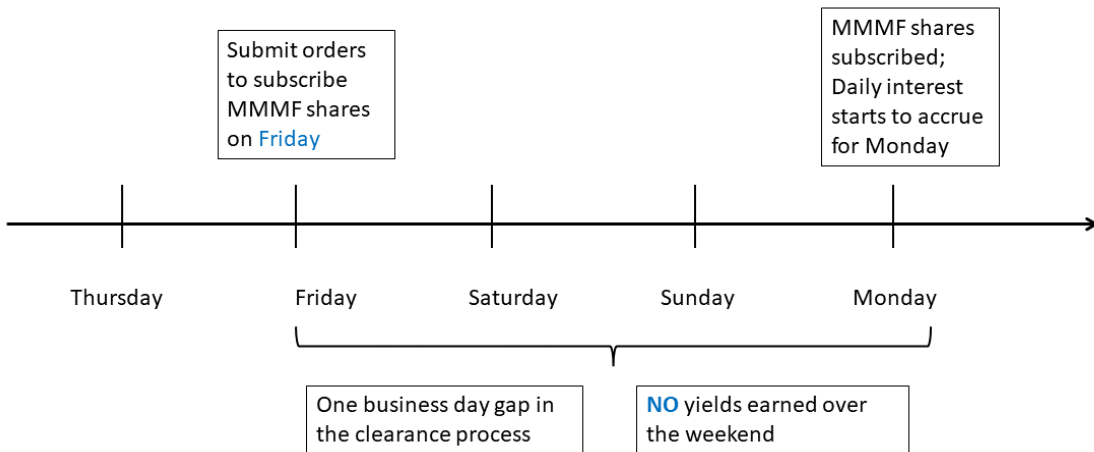 Submit orders
to subscribe
MMMF shares
on Friday
MMMF shares
subscribed;
Daily interest
starts to accrue
for Monday
Thursday
Friday
Saturday
Sunday
Monday
One business day gap in
the clearance process
NO yields earned over
the weekend